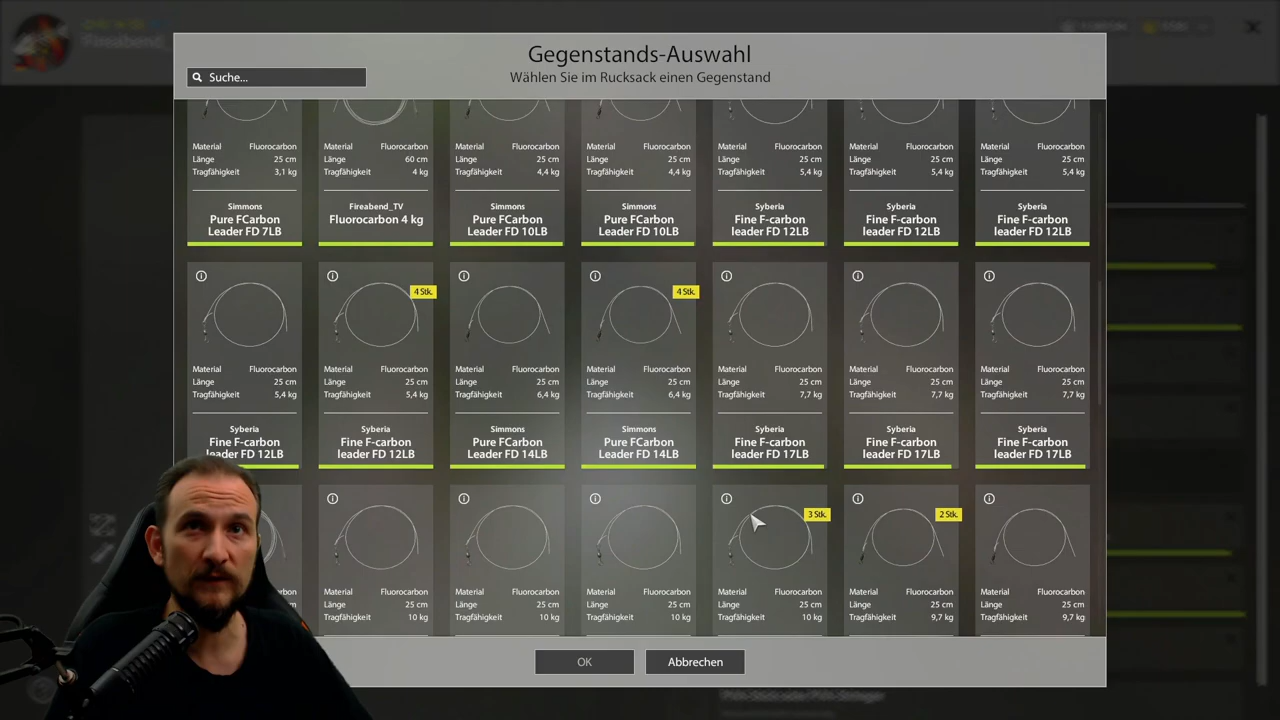 Gegenstands-Auswahl
Suche...
Wählen Sie im Rucksack einen Gegenstand
Material Fluorocarbon
Länge 25 cm
Tragfähigkeit 3,1 kg
Simmons
Pure FCarbon
Leader FD 7LB
Material Fluorocarbon
Länge 60 cm
Tragfähigkeit 4 kg
Fireabend_TV
Fluorocarbon 4 kg
Material Fluorocarbon
Länge 25 cm
Tragfähigkeit 4,4 kg
Simmons
Pure FCarbon
Leader FD 10LB
Material Fluorocarbon
Länge 25 cm
Tragfähigkeit 4,4 kg
Simmons
Pure FCarbon
Leader FD 10LB
Material Fluorocarbon
Länge 25 cm
Tragfähigkeit 5,4 kg
Syberia
Fine F-carbon
leader FD 12LB
Material Fluorocarbon
Länge 25 cm
Tragfähigkeit 5,4 kg
Syberia
Fine F-carbon
leader FD 12LB
Material Fluorocarbon
Länge 25 cm
Tragfähigkeit 5,4 kg
Syberia
Fine F-carbon
leader FD 12LB
Material Fluorocarbon
Länge 25 cm
Tragfähigkeit 5,4 kg
Syberia
Fine F-carbon
leader FD 12LB
4 Stk.
Material Fluorocarbon
Länge 25 cm
Tragfähigkeit 5,4 kg
Syberia
Fine F-carbon
leader FD 12LB
Material Fluorocarbon
Länge 25 cm
Tragfähigkeit 6,4 kg
Simmons
Pure FCarbon
Leader FD 14LB
4 Stk.
Material Fluorocarbon
Länge 25 cm
Tragfähigkeit 6,4 kg
Simmons
Pure FCarbon
Leader FD 14LB
Material Fluorocarbon
Länge 25 cm
Tragfähigkeit 7,7 kg
Syberia
Fine F-carbon
leader FD 17LB
Material Fluorocarbon
Länge 25 cm
Tragfähigkeit 7,7 kg
Syberia
Fine F-carbon
leader FD 17LB
Material Fluorocarbon
Länge 25 cm
Tragfähigkeit 7,7 kg
Syberia
Fine F-carbon
leader FD 17LB
Material Fluorocarbon
Länge 25 cm
Tragfähigkeit 10 kg
Material Fluorocarbon
Länge 25 cm
Tragfähigkeit 10 kg
Material Fluorocarbon
Länge 25 cm
Tragfähigkeit 10 kg
3 Stk.
Material Fluorocarbon
Länge 25 cm
Tragfähigkeit 10 kg
2 Stk.
Material Fluorocarbon
Länge 25 cm
Tragfähigkeit 9,7 kg
Material Fluorocarbon
Länge 25 cm
Tragfähigkeit 9,7 kg
OK
Abbrechen